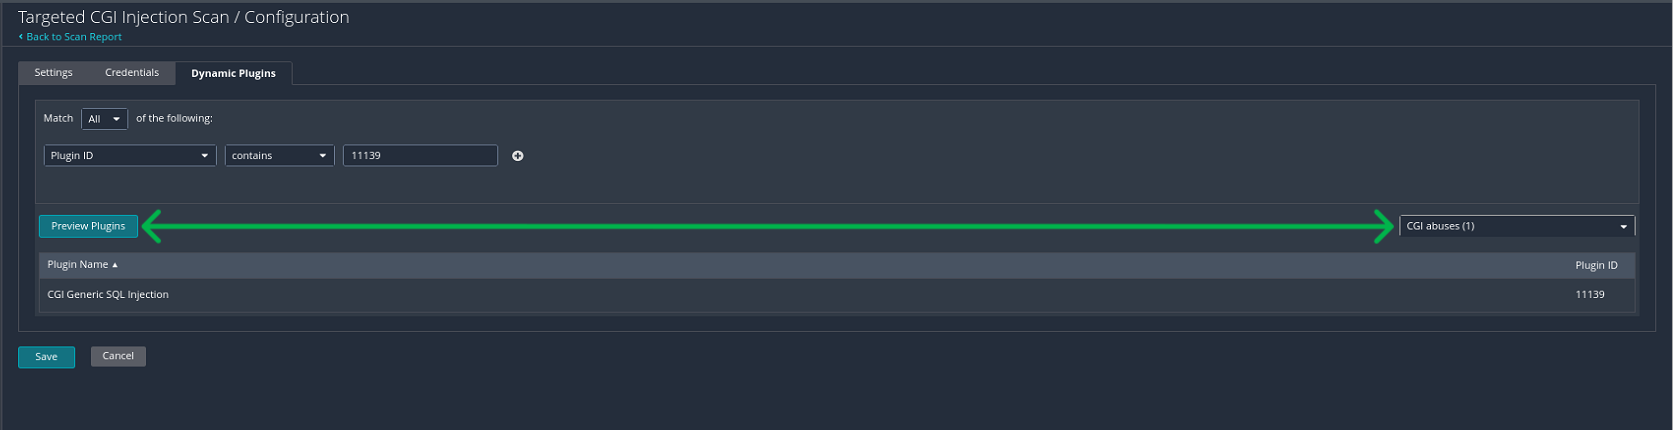 Targeted CGI Injection Scan / Configuration
Back to Scan Report
Settings Credentials Dynamic Plugins
Match All of the following:
Plugin ID contains 11139
Preview Plugins CGI abuses (1)
Plugin Name Plugin ID
CGI Generic SQL Injection 11139
Save Cancel